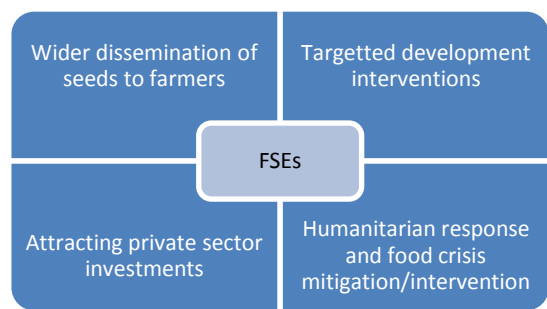 Wider dissemination of
seeds to farmers
Targetted development
interventions
FSEs
Attracting private sector
investments
Humanitarian response
and food crisis
mitigation/intervention